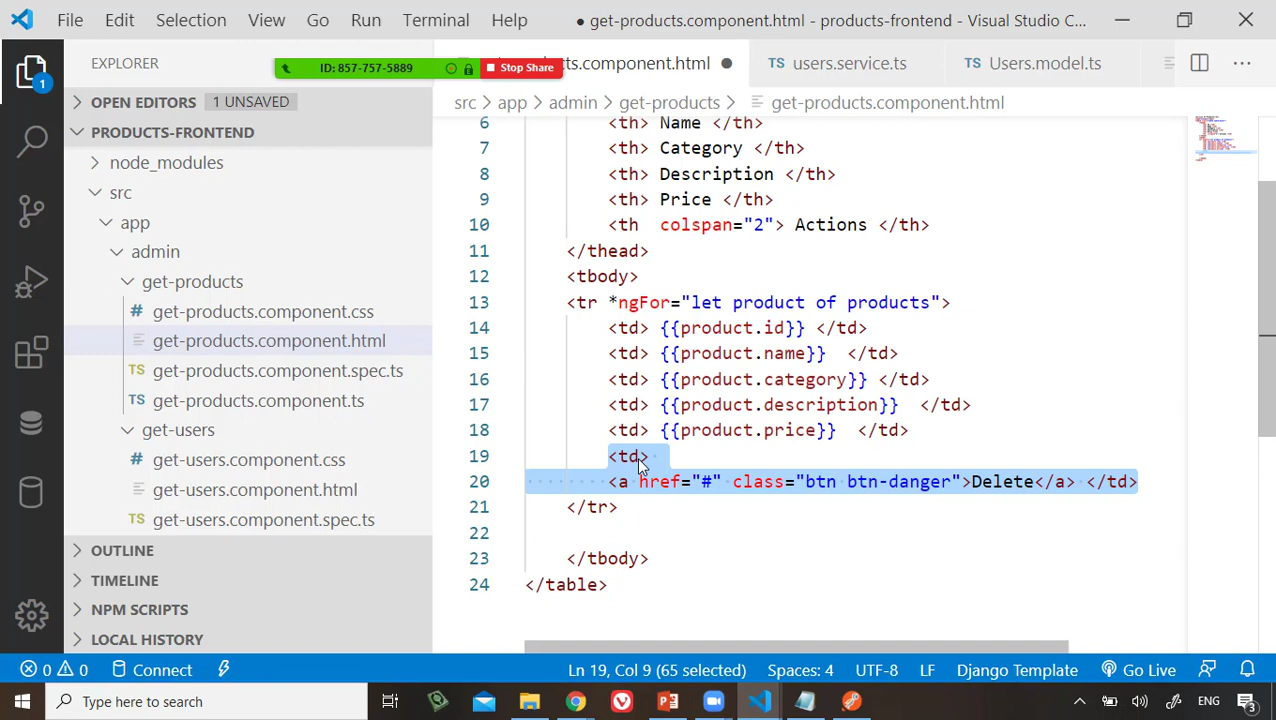 File Edit Selection View Go Run Terminal Help ● get-products.component.html - products-frontend - Visual Studio C...
EXPLORER
ID: 857-757-5889 Stop Share
products.component.html
TS users.service.ts
TS Users.model.ts
1
OPEN EDITORS 1 UNSAVED
PRODUCTS-FRONTEND
node_modules
src
app
admin
get-products
# get-products.component.css
get-products.component.html
TS get-products.component.spec.ts
TS get-products.component.ts
get-users
# get-users.component.css
get-users.component.html
TS get-users.component.spec.ts
OUTLINE
TIMELINE
NPM SCRIPTS
LOCAL HISTORY
src > app > admin > get-products > get-products.component.html
6 <th> Name </th>
7 <th> Category </th>
8 <th> Description </th>
9 <th> Price </th>
10 <th colspan="2"> Actions </th>
11 </thead>
12 <tbody>
13 <tr *ngFor="let product of products">
14 <td> {{product.id}} </td>
15 <td> {{product.name}} </td>
16 <td> {{product.category}} </td>
17 <td> {{product.description}} </td>
18 <td> {{product.price}} </td>
19 <td>
20 <a href="#" class="btn btn-danger">Delete</a> </td>
21 </tr>
22
23 </tbody>
24 </table>
0 0 Connect Ln 19, Col 9 (65 selected) Spaces: 4 UTF-8 LF Django Template Go Live
Type here to search
ENG
3